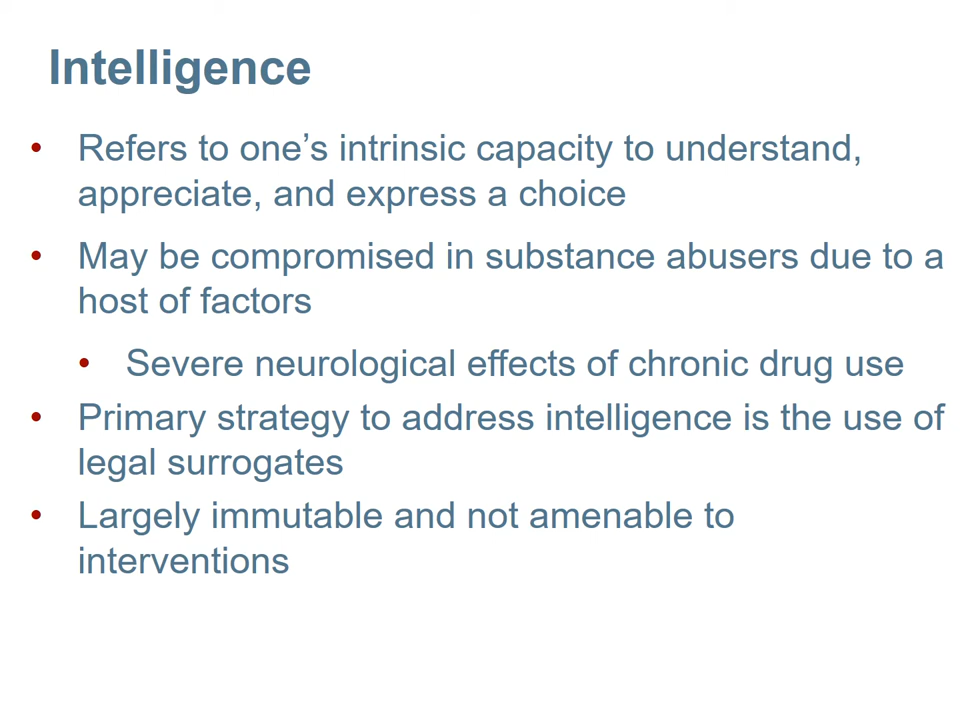 Intelligence
• Refers to one’s intrinsic capacity to understand,
appreciate, and express a choice
• May be compromised in substance abusers due to a
host of factors
• Severe neurological effects of chronic drug use
• Primary strategy to address intelligence is the use of
legal surrogates
• Largely immutable and not amenable to
interventions